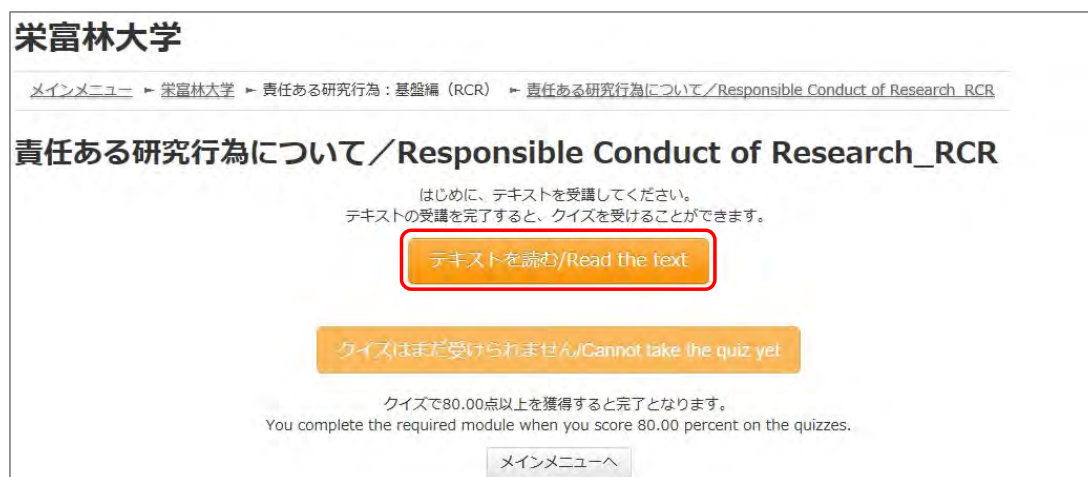 栄富林大学
メインメニュー ► 栄富林大学 ► 責任ある研究行為：基盤編（RCR） ► 責任ある研究行為について／Responsible Conduct of Research_RCR
責任ある研究行為について／Responsible Conduct of Research_RCR
はじめに、テキストを受講してください。
テキストの受講を完了すると、クイズを受けることができます。
テキストを読む/Read the text
クイズはまだ受けられません/Cannot take the quiz yet
クイズで80.00点以上を獲得すると完了となります。
You complete the required module when you score 80.00 percent on the quizzes.
メインメニューへ